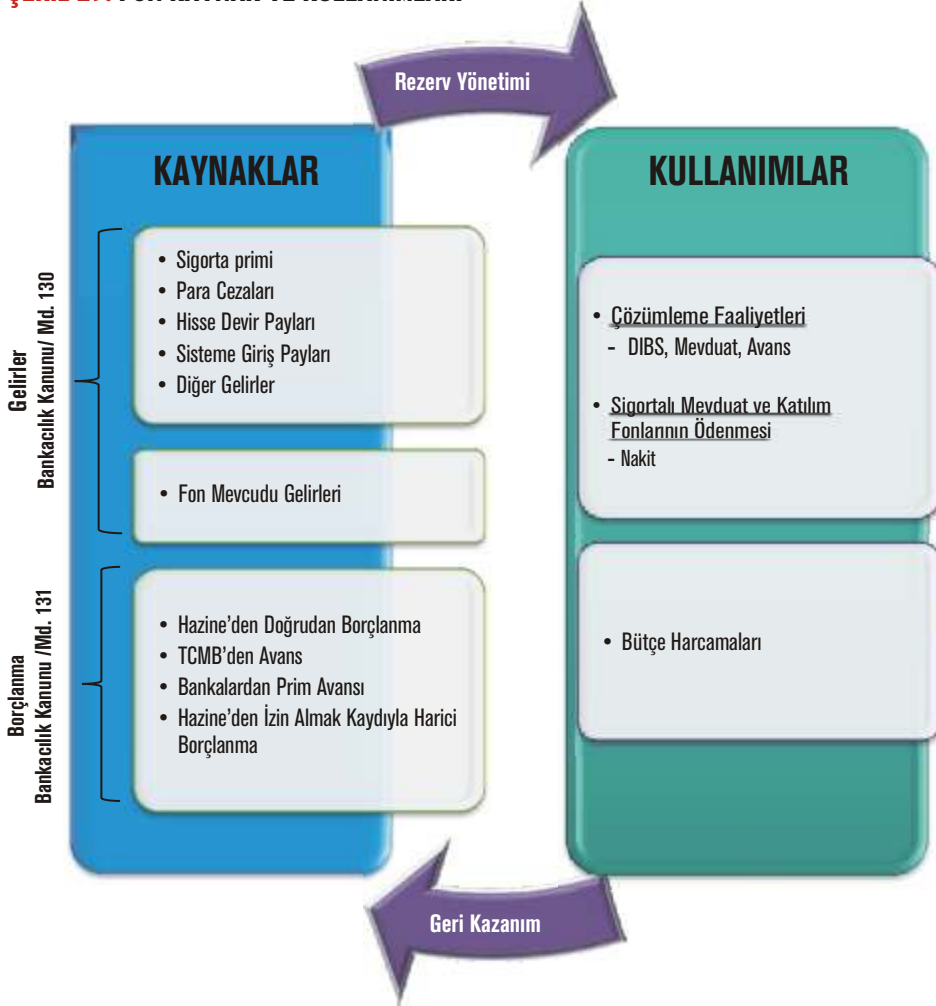 Rezerv Yönetimi
KAYNAKLAR
Gelirler
Bankacılık Kanunu/ Md. 130
• Sigorta primi
• Para Cezaları
• Hisse Devir Payları
• Sisteme Giriş Payları
• Diğer Gelirler
• Fon Mevcudu Gelirleri
Borçlanma
Bankacılık Kanunu /Md. 131
• Hazine’den Doğrudan Borçlanma
• TCMB’den Avans
• Bankalardan Prim Avansı
• Hazine’den İzin Almak Kaydıyla Harici
Borçlanma
KULLANIMLAR
• Çözümleme Faaliyetleri
- DIBS, Mevduat, Avans
• Sigortalı Mevduat ve Katılım
Fonlarının Ödenmesi
- Nakit
• Bütçe Harcamaları
Geri Kazanım